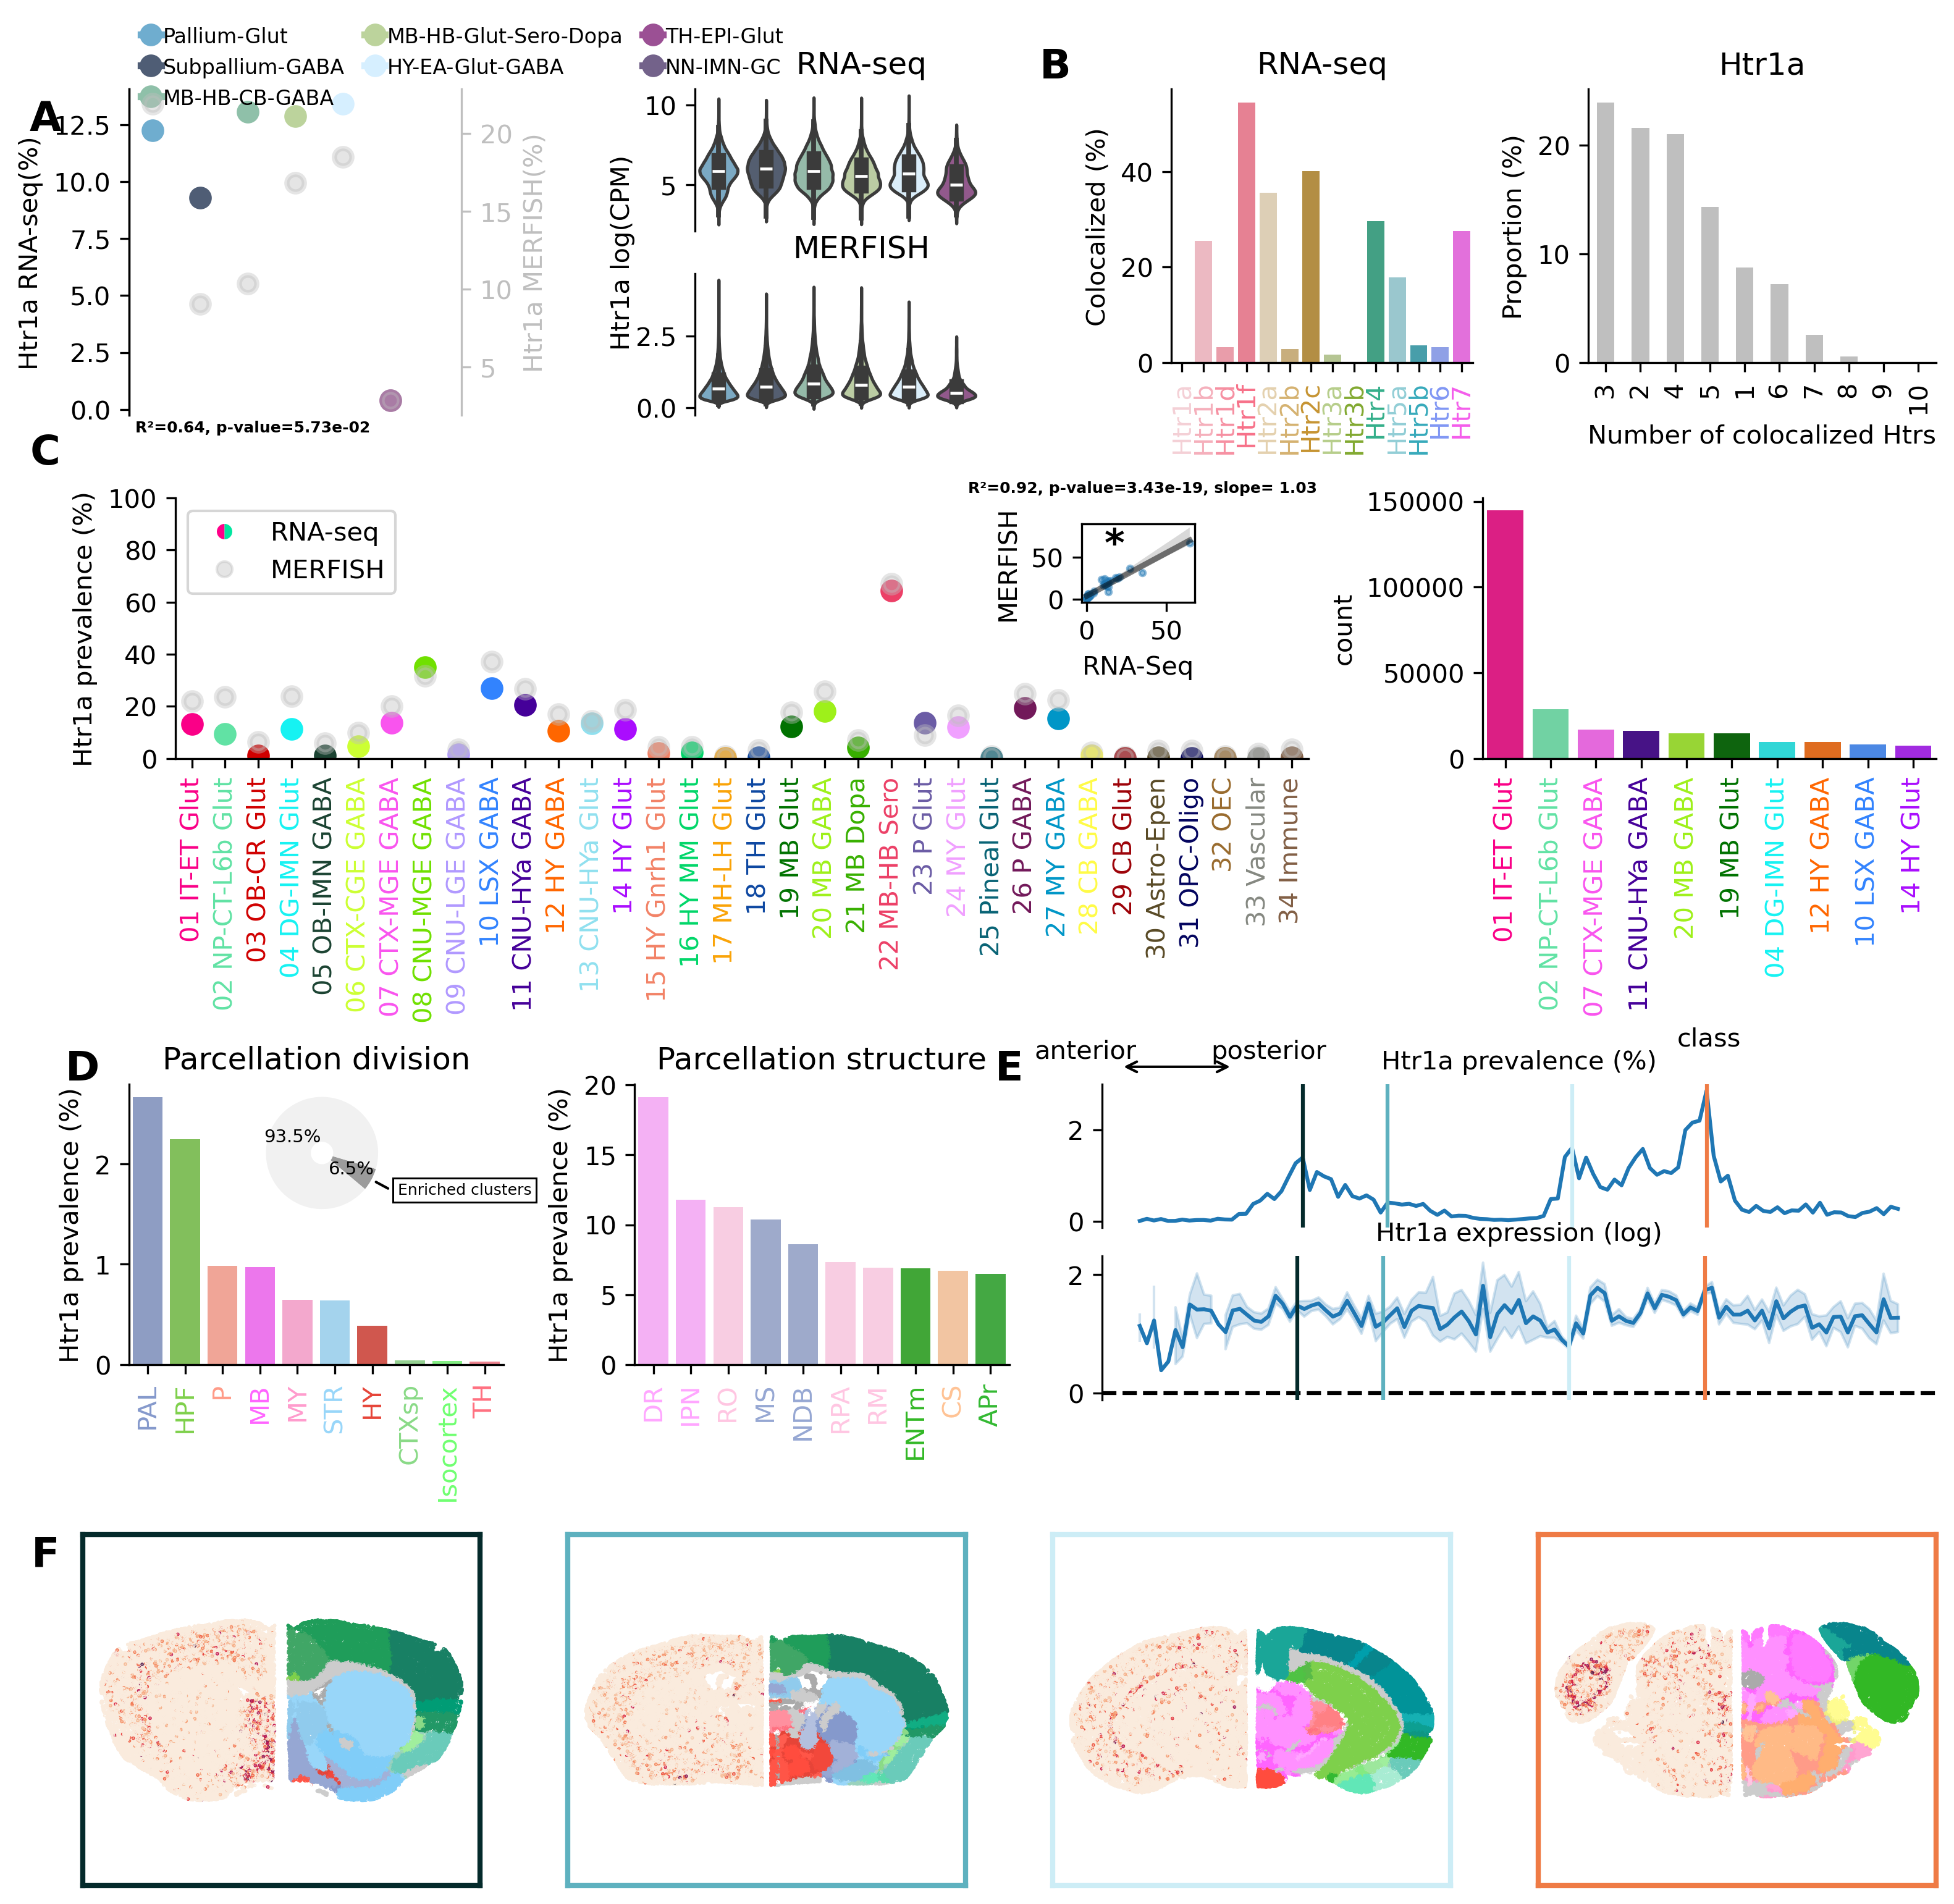 Pallium-Glut
Subpallium-GABA
MB-HB-CB-GABA
MB-HB-Glut-Sero-Dopa
HY-EA-Glut-GABA
TH-EPI-Glut
NN-IMN-GC
A
Htr1a RNA-seq(%)
12.5
10.0
7.5
5.0
2.5
0.0
Htr1a MERFISH(%)
20
15
10
5
R²=0.64, p-value=5.73e-02
RNA-seq
10
5
Htr1a log(CPM)
MERFISH
2.5
0.0
B
RNA-seq
Colocalized (%)
40
20
0
Htr1a
Htr1b
Htr1d
Htr1f
Htr2a
Htr2b
Htr2c
Htr3a
Htr3b
Htr4
Htr5a
Htr5b
Htr6
Htr7
Htr1a
Proportion (%)
20
10
0
3
2
4
5
1
6
7
8
9
10
Number of colocalized Htrs
C
Htr1a prevalence (%)
100
80
60
40
20
0
RNA-seq
MERFISH
01 IT-ET Glut
02 NP-CT-L6b Glut
03 OB-CR Glut
04 DG-IMN Glut
05 OB-IMN GABA
06 CTX-CGE GABA
07 CTX-MGE GABA
08 CNU-MGE GABA
09 CNU-LGE GABA
10 LSX GABA
11 CNU-HYa GABA
12 HY GABA
13 CNU-HYa Glut
14 HY Glut
15 HY Gnrh1 Glut
16 HY MM Glut
17 MH-LH Glut
18 TH Glut
19 MB Glut
20 MB GABA
21 MB Dopa
22 MB-HB Sero
23 P Glut
24 MY Glut
25 Pineal Glut
26 P GABA
27 MY GABA
28 CB GABA
29 CB Glut
30 Astro-Epen
31 OPC-Oligo
32 OEC
33 Vascular
34 Immune
R²=0.92, p-value=3.43e-19, slope= 1.03
MERFISH
50
0
*
0
50
RNA-Seq
count
150000
100000
50000
0
01 IT-ET Glut
02 NP-CT-L6b Glut
07 CTX-MGE GABA
11 CNU-HYa GABA
20 MB GABA
19 MB Glut
04 DG-IMN Glut
12 HY GABA
10 LSX GABA
14 HY Glut
class
D
Parcellation division
Htr1a prevalence (%)
2
1
0
93.5%
6.5%
Enriched clusters
PAL
HPF
P
MB
MY
STR
HY
CTXsp
Isocortex
TH
Parcellation structure
Htr1a prevalence (%)
20
15
10
5
0
DR
IPN
RO
MS
NDB
RPA
RM
ENTm
CS
APr
E
anterior
posterior
Htr1a prevalence (%)
2
0
Htr1a expression (log)
2
0
F